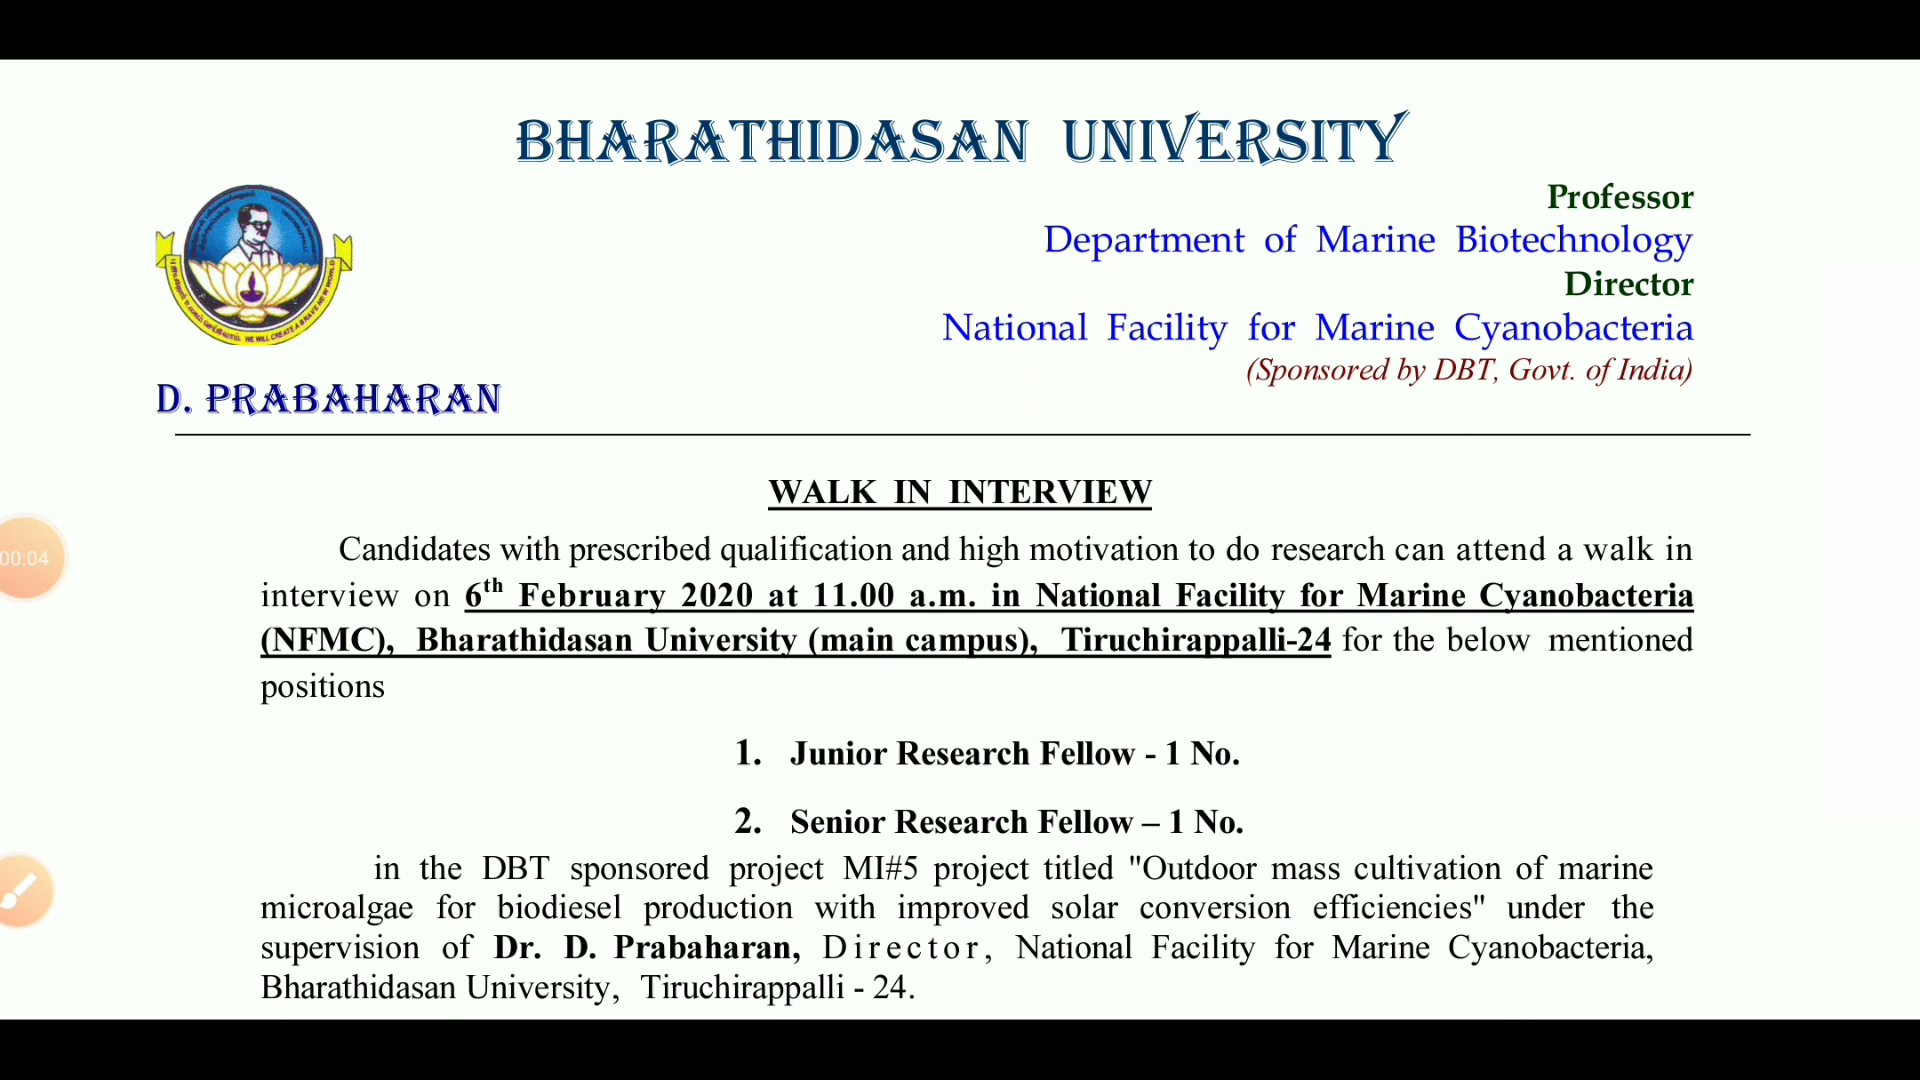 BHARATHIDASAN UNIVERSITY
Professor
Department of Marine Biotechnology
Director
National Facility for Marine Cyanobacteria
(Sponsored by DBT, Govt. of India)
WE WILL CREATE A BRAVE NEW WORLD
D. PRABAHARAN
WALK IN INTERVIEW
Candidates with prescribed qualification and high motivation to do research can attend a walk in
interview on 6th February 2020 at 11.00 a.m. in National Facility for Marine Cyanobacteria
(NFMC), Bharathidasan University (main campus), Tiruchirappalli-24 for the below mentioned
positions
00:04
1. Junior Research Fellow - 1 No.
2. Senior Research Fellow – 1 No.
in the DBT sponsored project MI#5 project titled "Outdoor mass cultivation of marine
microalgae for biodiesel production with improved solar conversion efficiencies" under the
supervision of Dr. D. Prabaharan, Director, National Facility for Marine Cyanobacteria,
Bharathidasan University, Tiruchirappalli - 24.